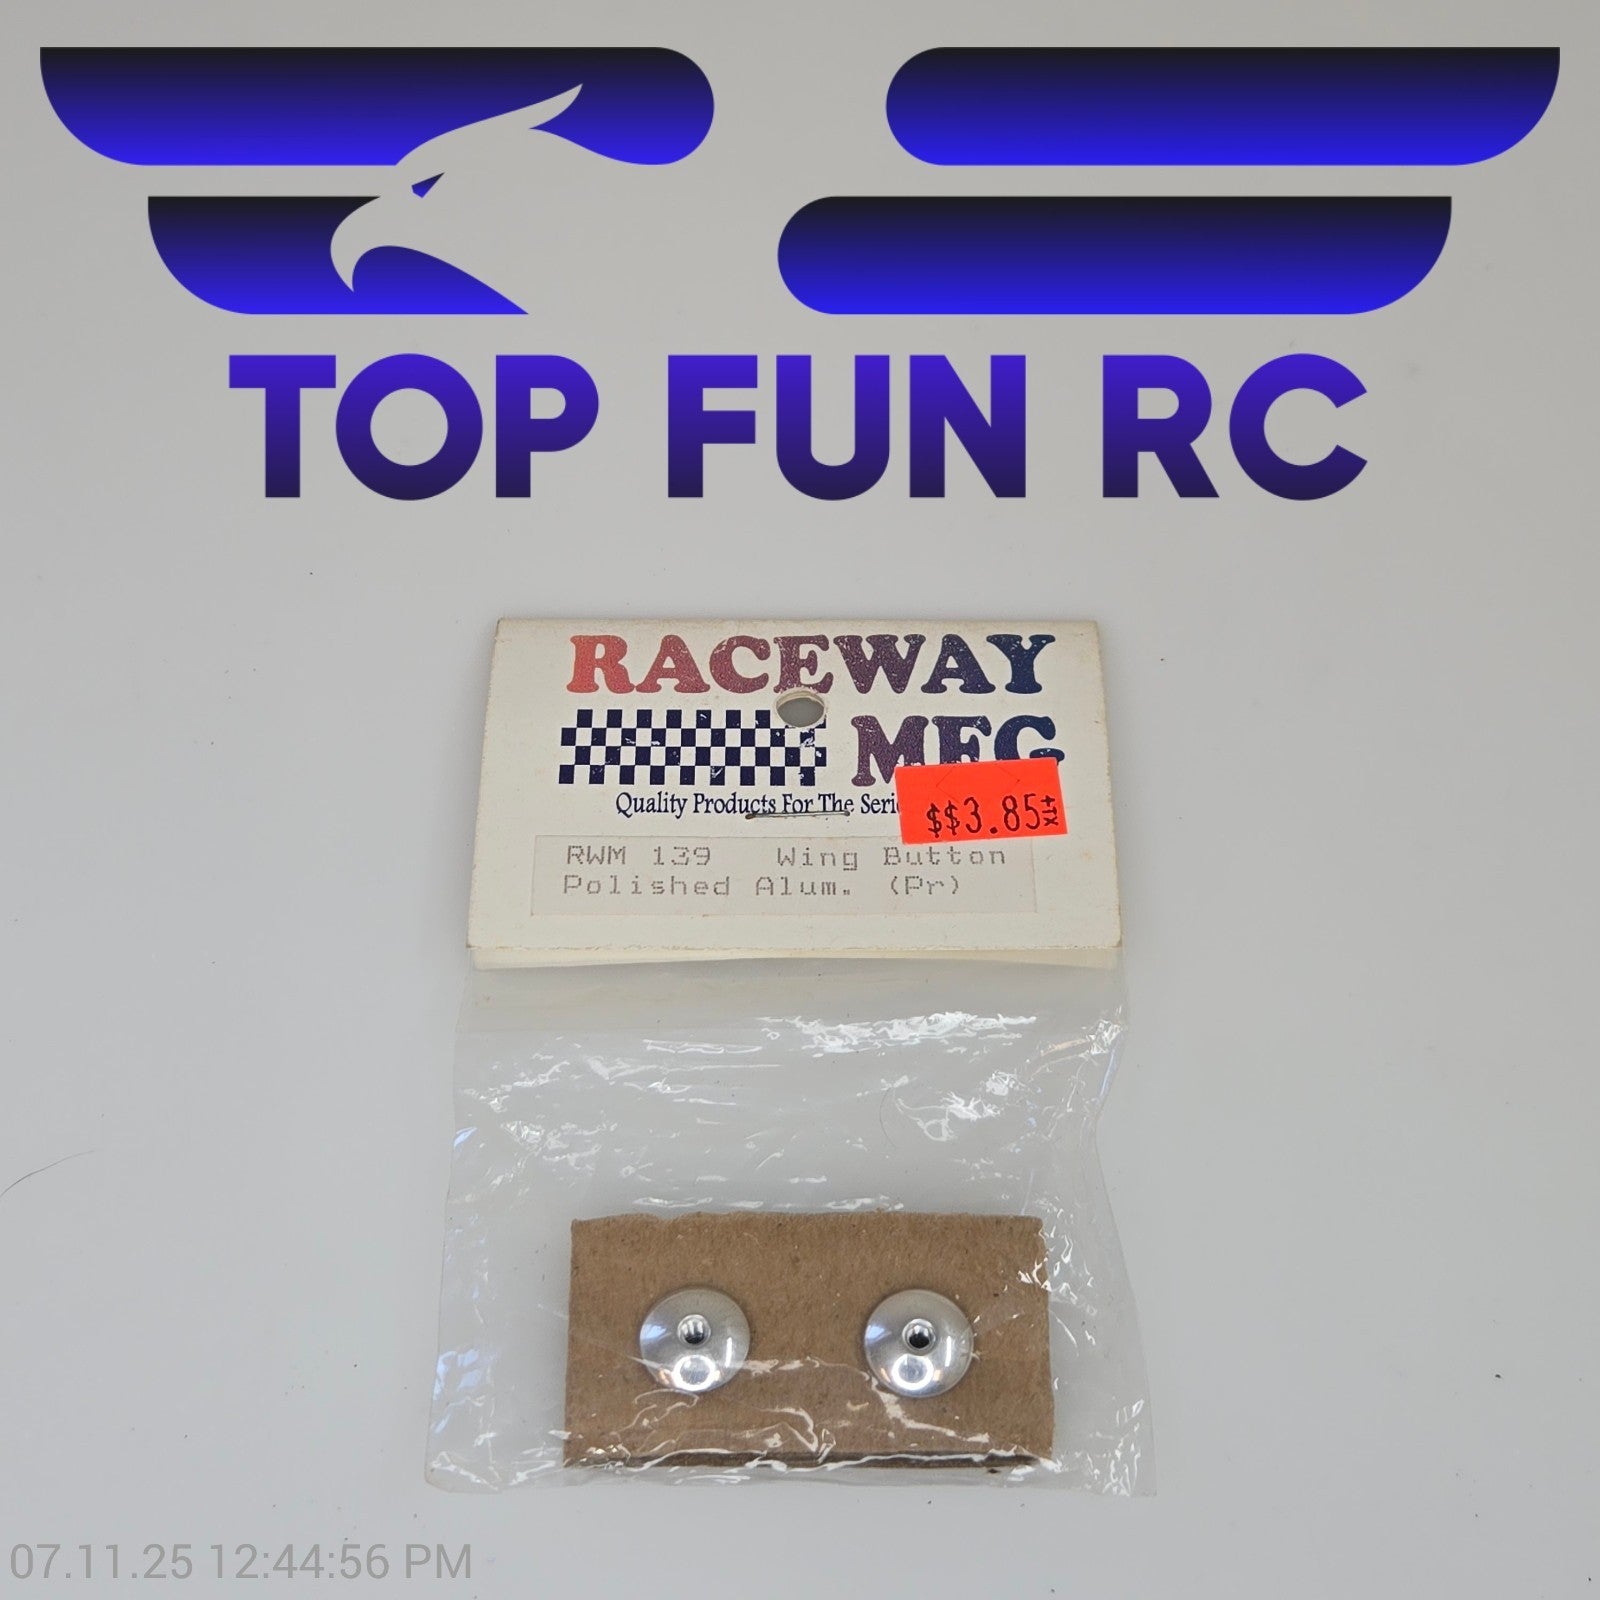 TOP FUN RC
RACEWAY
MFG
Quality Products For The
$$3.85
RWM 139 Wing Button
Polished Alum. (Pr)
07.11.25 12:44:56 PM